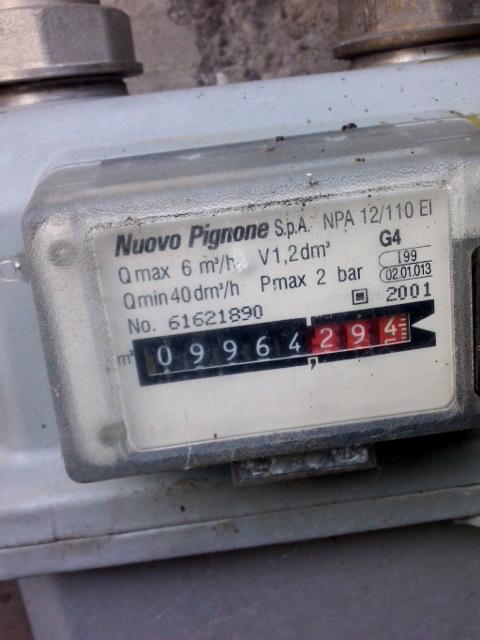 Nuovo Pignone S.p.A. NPA 12/110 El
G4
Qmax 6 m³/h V1,2dm³
199
02.01.013
Qmin 40dm³/h Pmax 2 bar
2001
No. 61621890
m³ 09964,294